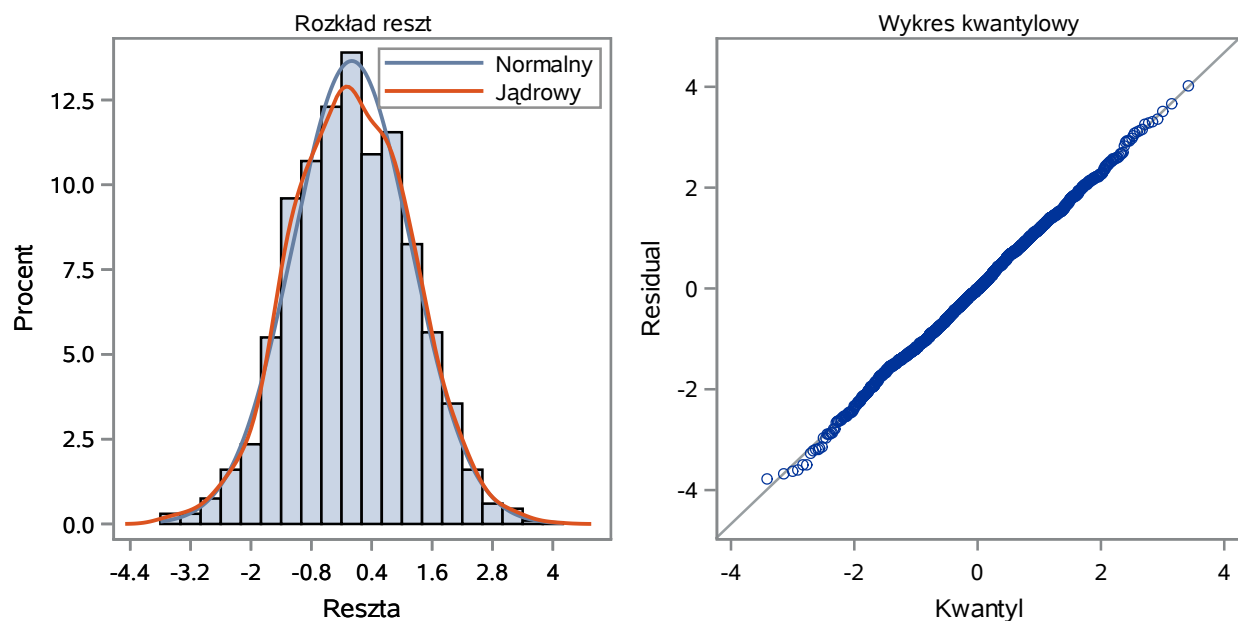 Rozkład reszt
Normalny
Jądrowy
Procent
12.5
10.0
7.5
5.0
2.5
0.0
-4.4 -3.2 -2 -0.8 0.4 1.6 2.8 4
Reszta
Wykres kwantylowy
Residual
4
2
0
-2
-4
-4 -2 0 2 4
Kwantyl